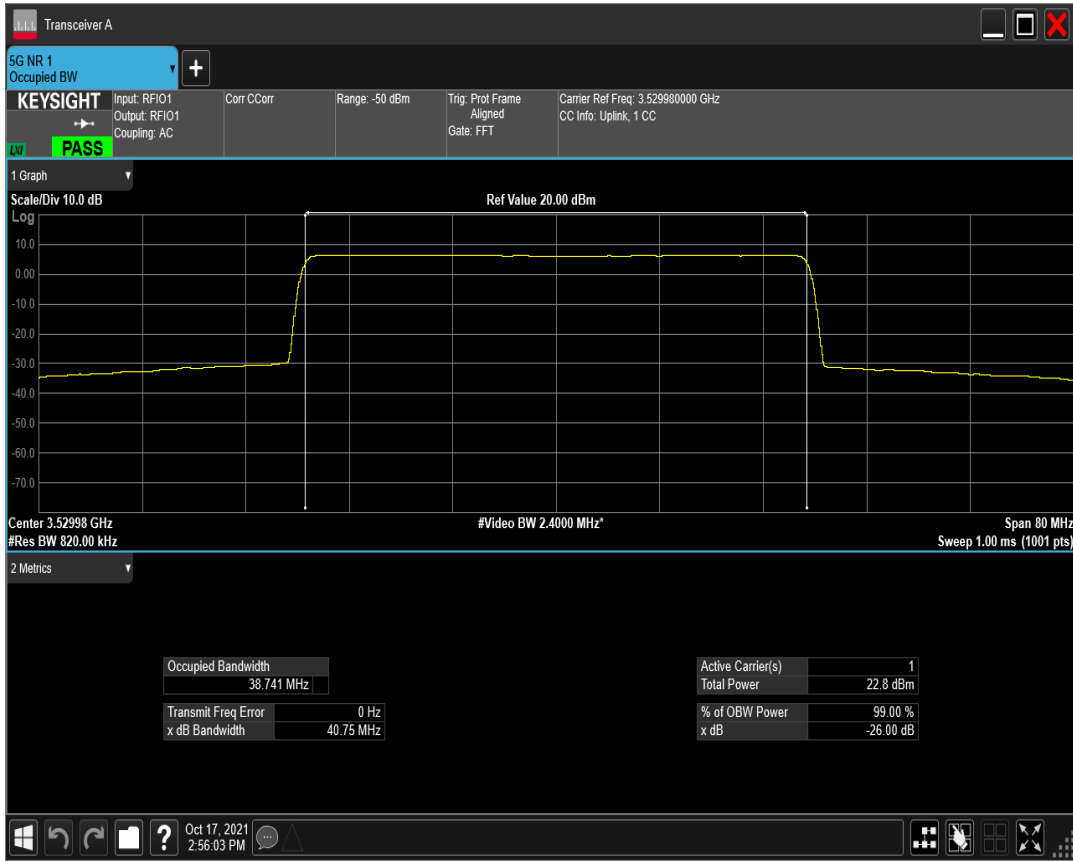 Transceiver A
5G NR 1
Occupied BW
KEYSIGHT
Input: RFIO1
Output: RFIO1
Coupling: AC
Corr CCorr
Range: -50 dBm
Trig: Prot Frame
Aligned
Gate: FFT
Carrier Ref Freq: 3.529980000 GHz
CC Info: Uplink, 1 CC
LXI
PASS
1 Graph
Scale/Div 10.0 dB
Ref Value 20.00 dBm
Log
10.0
0.00
-10.0
-20.0
-30.0
-40.0
-50.0
-60.0
-70.0
Center 3.52998 GHz
#Video BW 2.4000 MHz*
Span 80 MHz
#Res BW 820.00 kHz
Sweep 1.00 ms (1001 pts)
2 Metrics
Occupied Bandwidth
38.741 MHz
Transmit Freq Error 0 Hz
x dB Bandwidth 40.75 MHz
Active Carrier(s) 1
Total Power 22.8 dBm
% of OBW Power 99.00 %
x dB -26.00 dB
?
Oct 17, 2021
2:56:03 PM